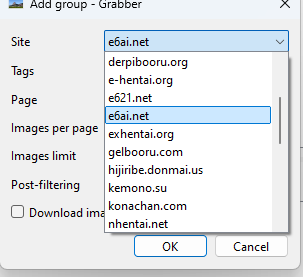 Add group - Grabber
Site
e6ai.net
derpibooru.org
Tags
e-hentai.org
e621.net
Page
e6ai.net
Images per page
exhentai.org
gelbooru.com
Images limit
hijiribe.donmai.us
Post-filtering
kemono.su
konachan.com
Download ima
nhentai.net
OK
Cancel